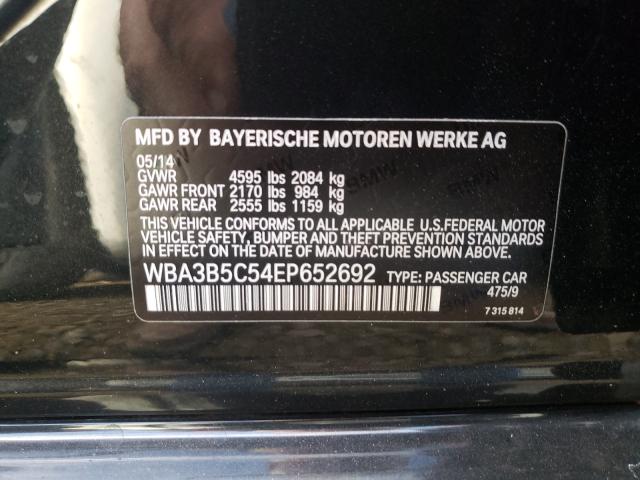 MFD BY BAYERISCHE MOTOREN WERKE AG
05/14
GVWR 4595 lbs 2084 kg
GAWR FRONT 2170 lbs 984 kg
GAWR REAR 2555 lbs 1159 kg
THIS VEHICLE CONFORMS TO ALL APPLICABLE U.S.FEDERAL MOTOR
VEHICLE SAFETY, BUMPER, AND THEFT PREVENTION STANDARDS
IN EFFECT ON THE DATE OF MANUFACTURE SHOWN ABOVE.
WBA3B5C54EP652692 TYPE: PASSENGER CAR
475/9
7 315 814